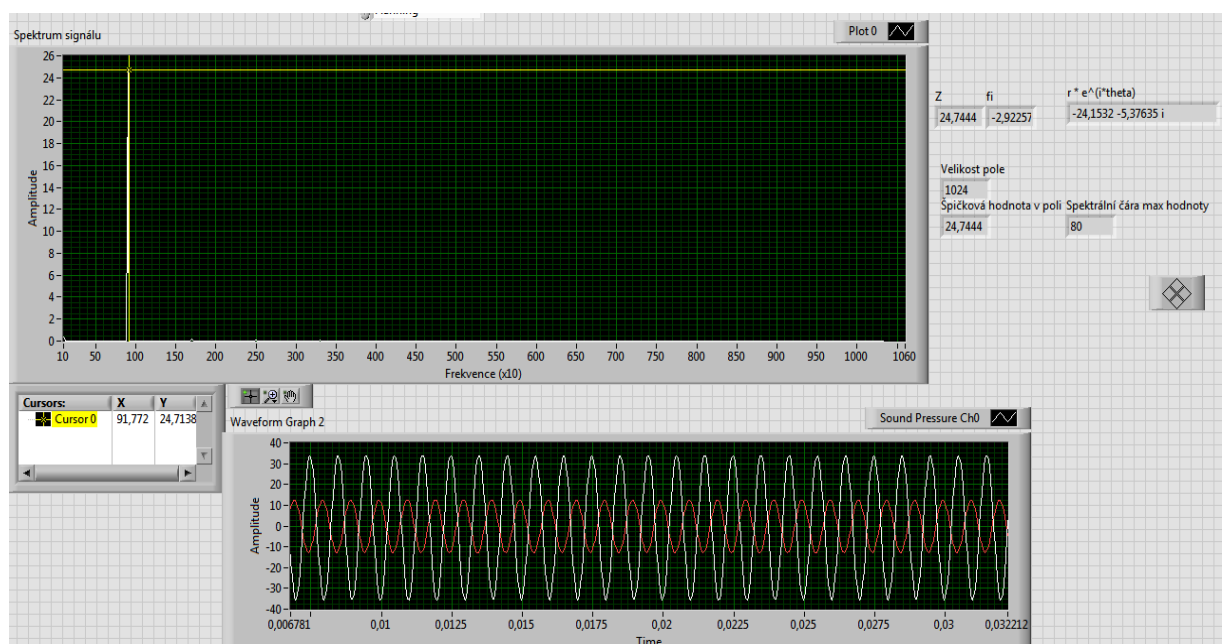 Spektrum signálu
Plot 0
26
24
22
20
18
16
14
12
10
8
6
4
2
0
Amplitude
10 50 100 150 200 250 300 350 400 450 500 550 600 650 700 750 800 850 900 950 1000 1060
Frekvence (x10)
Z fi r * e^(i*theta)
24,7444 -2,92257 -24,1532 -5,37635 i
Velikost pole
1024
Špičková hodnota v poli Spektrální čára max hodnoty
24,7444 80
Cursors: X Y
Cursor 0 91,772 24,7138
Waveform Graph 2
Sound Pressure Ch0
40
30
20
10
0
-10
-20
-30
-40
Amplitude
0,006781 0,01 0,0125 0,015 0,0175 0,02 0,0225 0,025 0,0275 0,03 0,032212
Time